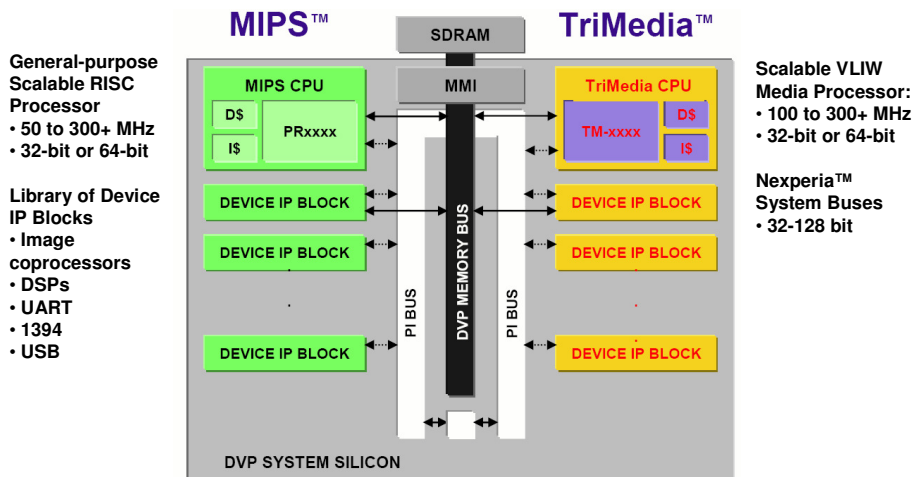 MIPS™
TriMedia™
SDRAM
General-purpose
Scalable RISC
Processor
• 50 to 300+ MHz
• 32-bit or 64-bit
Library of Device
IP Blocks
• Image
coprocessors
• DSPs
• UART
• 1394
• USB
MIPS CPU
D$
PRxxxx
I$
MMI
TriMedia CPU
TM-xxxx
D$
I$
DEVICE IP BLOCK
DEVICE IP BLOCK
DEVICE IP BLOCK
PI BUS
DVP MEMORY BUS
PI BUS
DEVICE IP BLOCK
DEVICE IP BLOCK
DEVICE IP BLOCK
DVP SYSTEM SILICON
Scalable VLIW
Media Processor:
• 100 to 300+ MHz
• 32-bit or 64-bit
Nexperia™
System Buses
• 32-128 bit